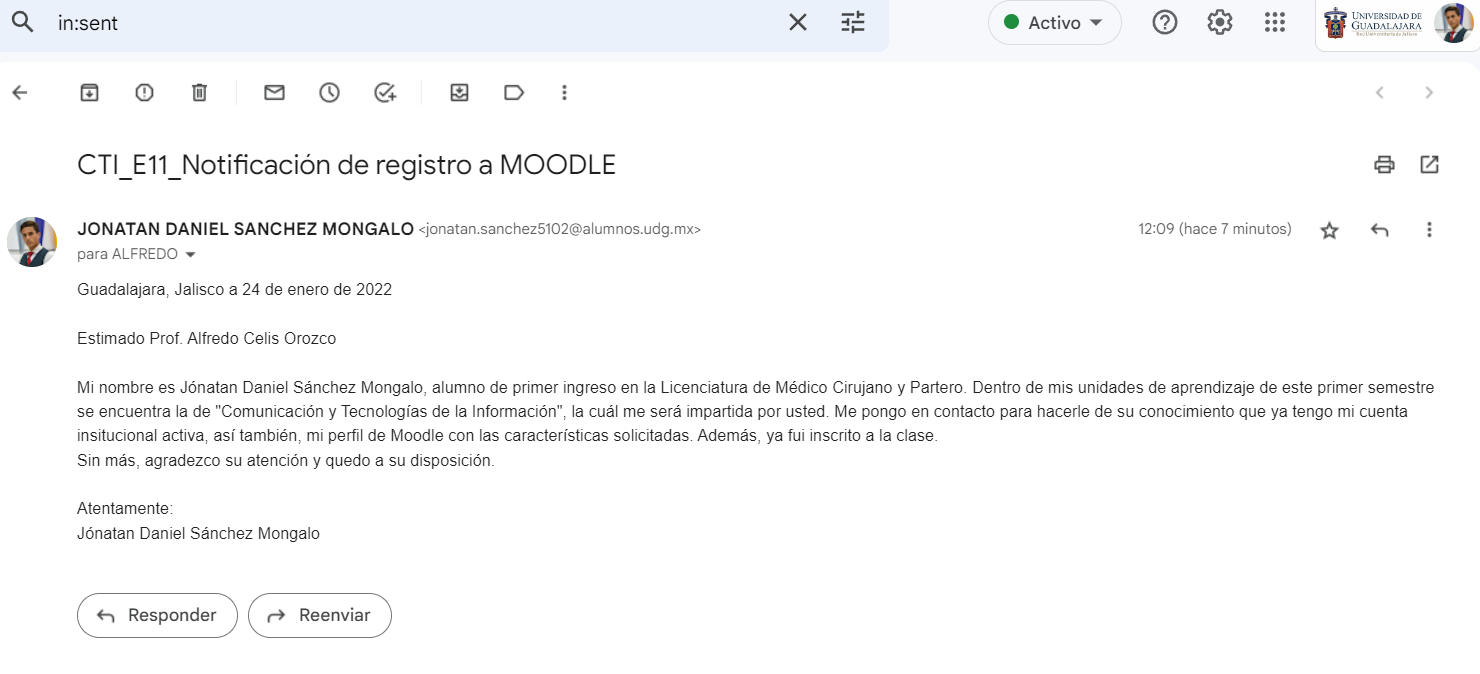 in:sent
Activo
UNIVERSIDAD DE
GUADALAJARA
Red Universitaria de Jalisco
CTI_E11_Notificación de registro a MOODLE
JONATAN DANIEL SANCHEZ MONGALO <jonatan.sanchez5102@alumnos.udg.mx>
12:09 (hace 7 minutos)
para ALFREDO
Guadalajara, Jalisco a 24 de enero de 2022
Estimado Prof. Alfredo Celis Orozco
Mi nombre es Jónatan Daniel Sánchez Mongalo, alumno de primer ingreso en la Licenciatura de Médico Cirujano y Partero. Dentro de mis unidades de aprendizaje de este primer semestre
se encuentra la de "Comunicación y Tecnologías de la Información", la cuál me será impartida por usted. Me pongo en contacto para hacerle de su conocimiento que ya tengo mi cuenta
insitucional activa, así también, mi perfil de Moodle con las características solicitadas. Además, ya fui inscrito a la clase.
Sin más, agradezco su atención y quedo a su disposición.
Atentamente:
Jónatan Daniel Sánchez Mongalo
Responder
Reenviar